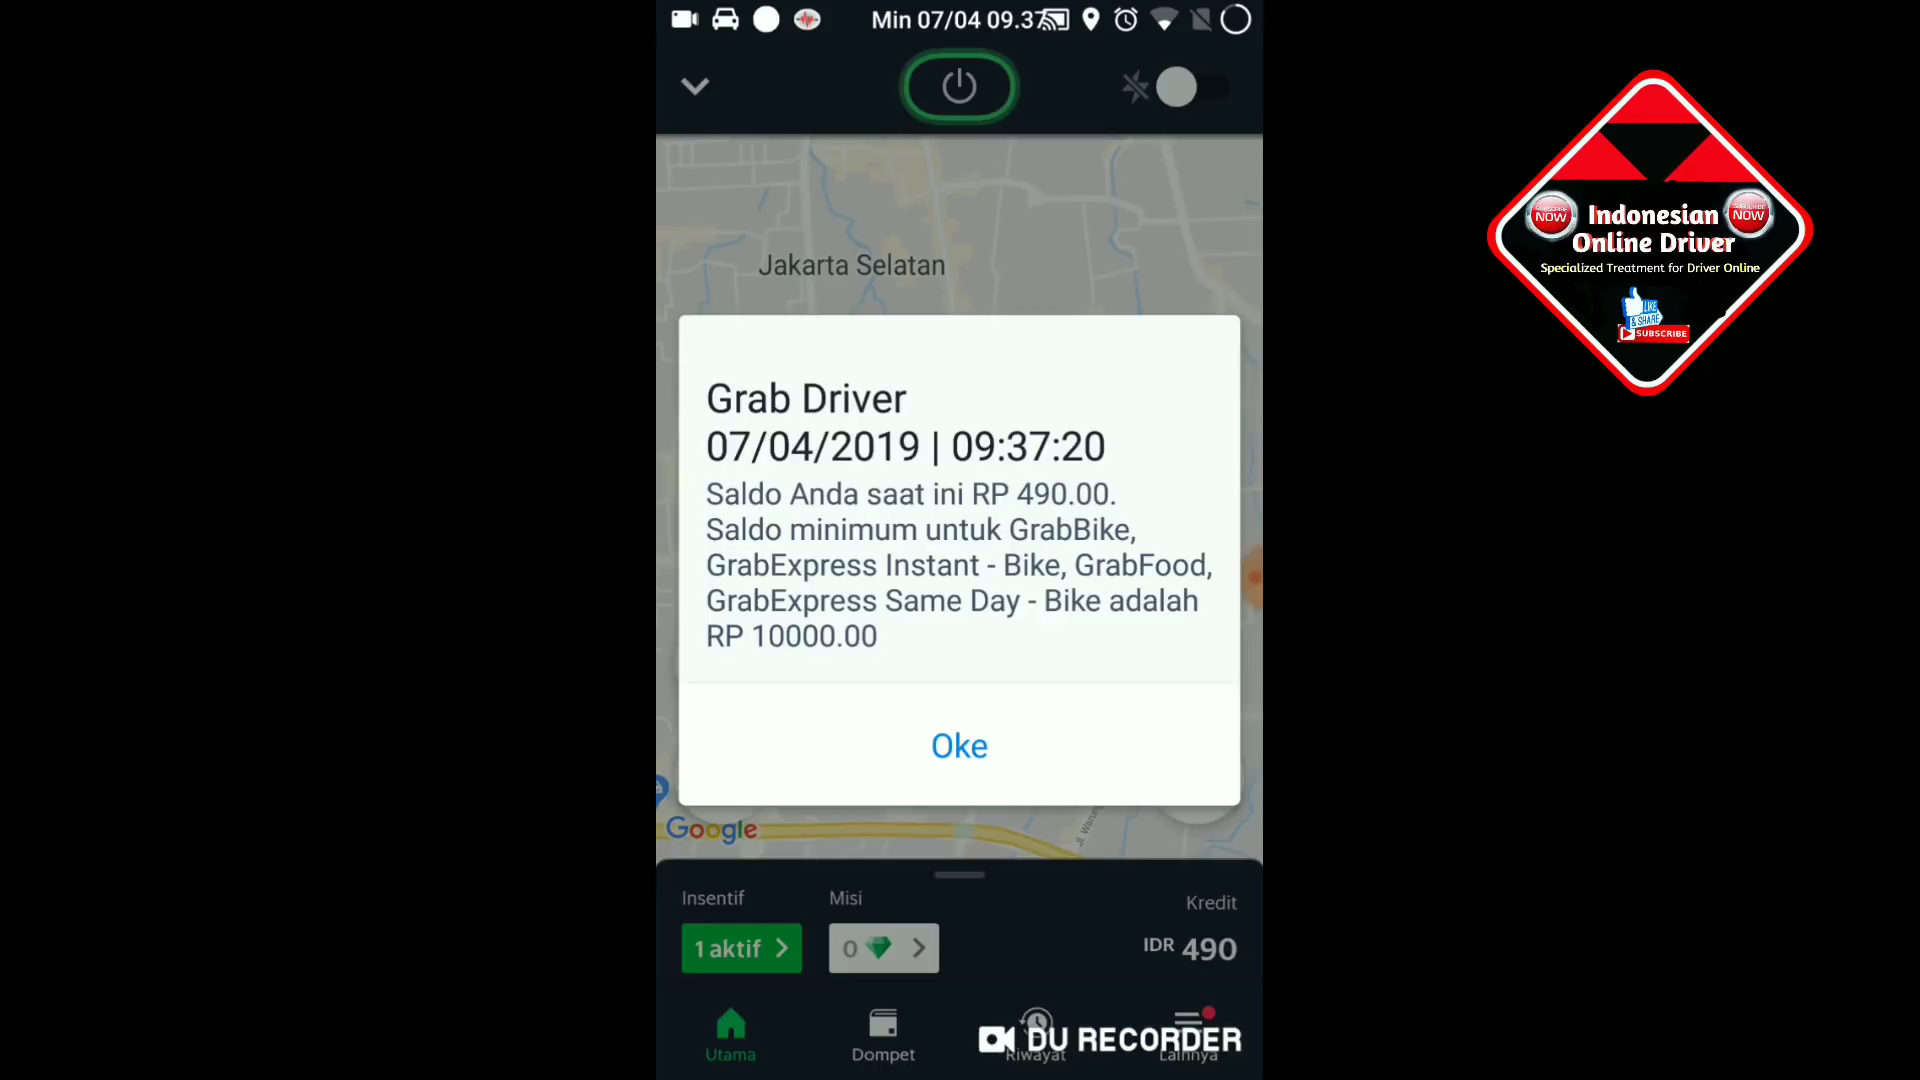 Min 07/04 09.37
Jakarta Selatan
Grab Driver
07/04/2019 | 09:37:20
Saldo Anda saat ini RP 490.00.
Saldo minimum untuk GrabBike,
GrabExpress Instant - Bike, GrabFood,
GrabExpress Same Day - Bike adalah
RP 10000.00
Oke
Google
Insentif
Misi
Kredit
1 aktif
0
IDR 490
Utama
Dompet
Riwayat
Lainnya
DU RECORDER
SUBSCRIBE NOW
Indonesian
SUBSCRIBE NOW
Online Driver
Specialized Treatment for Driver Online
LIKE
& SHARE
SUBSCRIBE